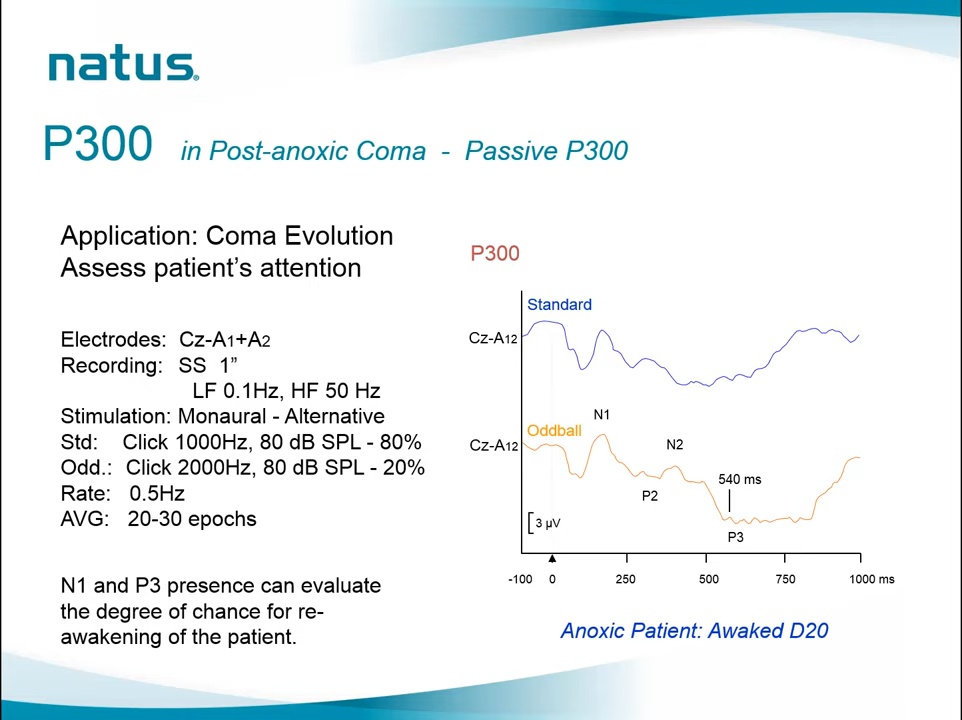 natus®
P300 in Post-anoxic Coma - Passive P300
Application: Coma Evolution
Assess patient’s attention
Electrodes: Cz-A1+A2
Recording: SS 1”
LF 0.1Hz, HF 50 Hz
Stimulation: Monaural - Alternative
Std: Click 1000Hz, 80 dB SPL - 80%
Odd.: Click 2000Hz, 80 dB SPL - 20%
Rate: 0.5Hz
AVG: 20-30 epochs
N1 and P3 presence can evaluate
the degree of chance for re-
awakening of the patient.
P300
Standard
Cz-A12
N1
Oddball
Cz-A12
N2
540 ms
P2
3 µV
P3
-100 0 250 500 750 1000 ms
Anoxic Patient: Awaked D20